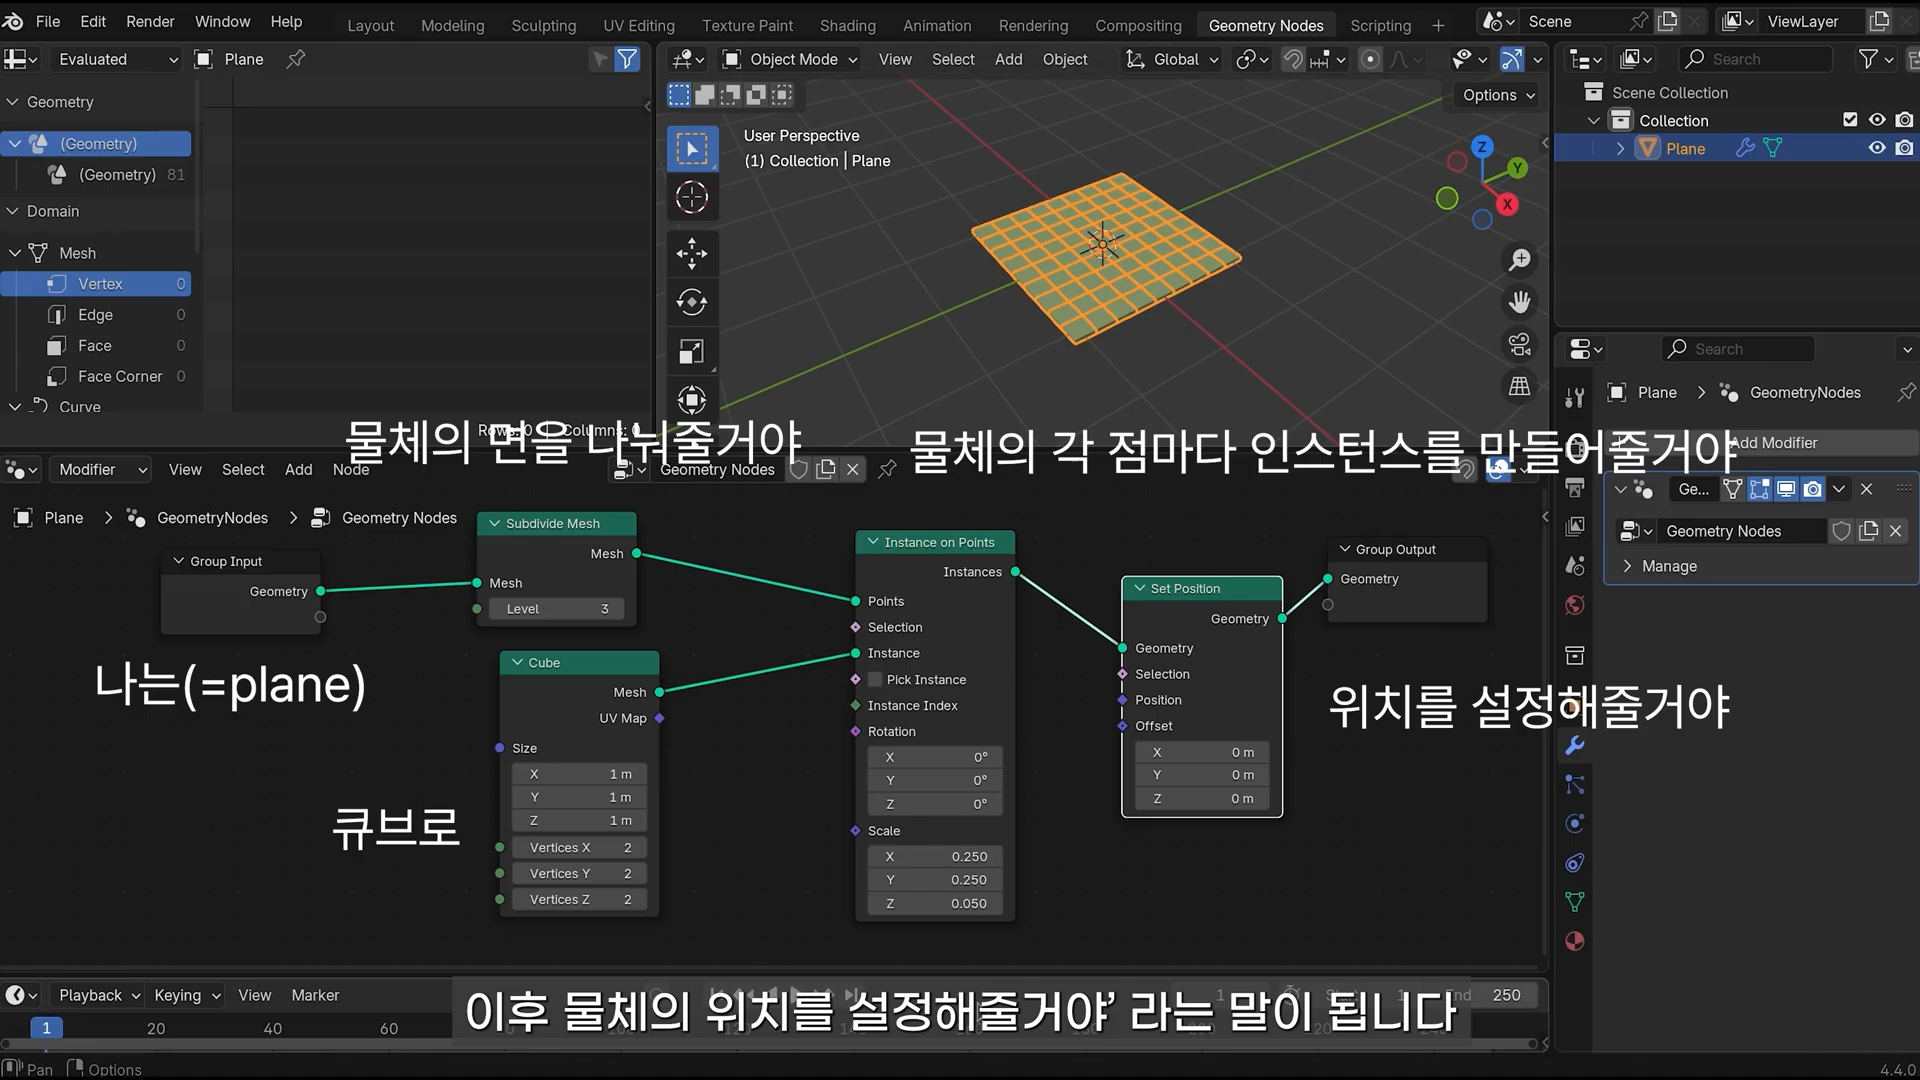 File Edit Render Window Help
Layout Modeling Sculpting UV Editing Texture Paint Shading Animation Rendering Compositing Geometry Nodes Scripting +
Scene
ViewLayer
Evaluated
Plane
Object Mode View Select Add Object
Global
Search
Geometry
(Geometry)
(Geometry) 81
Domain
Mesh
Vertex 0
Edge 0
Face 0
Face Corner 0
Curve
Options
User Perspective
(1) Collection | Plane
Z
Y
X
Scene Collection
Collection
Plane
Search
Plane > GeometryNodes
Add Modifier
Ge...
Geometry Nodes
Manage
물체의 면을 나눠줄거야
물체의 각 점마다 인스턴스를 만들어줄거야
Modifier View Select Add Node
Geometry Nodes
Plane > GeometryNodes > Geometry Nodes
Group Input
Geometry
나는(=plane)
Subdivide Mesh
Mesh
Mesh
Level 3
Cube
Mesh
UV Map
Size
X 1 m
Y 1 m
Z 1 m
Vertices X 2
Vertices Y 2
Vertices Z 2
큐브로
Instance on Points
Instances
Points
Selection
Instance
Pick Instance
Instance Index
Rotation
X 0°
Y 0°
Z 0°
Scale
X 0.250
Y 0.250
Z 0.050
Set Position
Geometry
Geometry
Selection
Position
Offset
X 0 m
Y 0 m
Z 0 m
Group Output
Geometry
위치를 설정해줄거야
Playback Keying View Marker
1
End 250
1 20 40 60
이후 물체의 위치를 설정해줄거야’ 라는 말이 됩니다
Pan Options
4.4.0